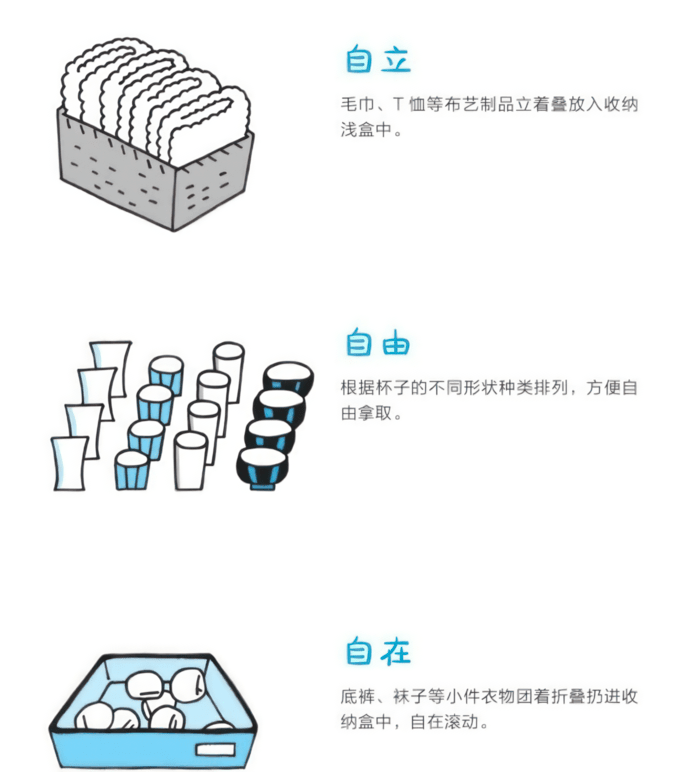 自立
毛巾、T恤等布艺制品立着叠放入收纳
浅盒中。
自由
根据杯子的不同形状种类排列，方便自
由拿取。
自在
底裤、袜子等小件衣物团着折叠扔进收
纳盒中，自在滚动。